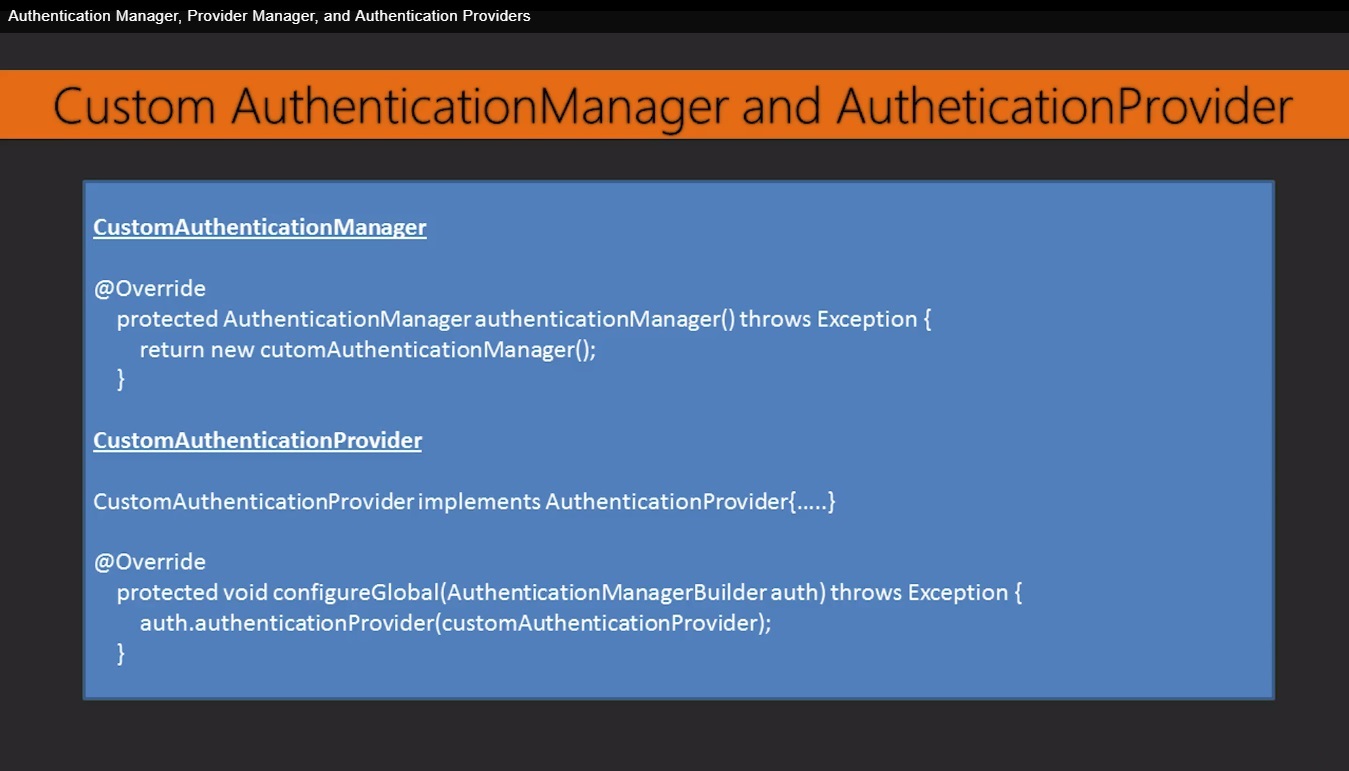 Authentication Manager, Provider Manager, and Authentication Providers
Custom AuthenticationManager and AutheticationProvider
CustomAuthenticationManager
@Override
protected AuthenticationManager authenticationManager() throws Exception {
return new cutomAuthenticationManager();
}
CustomAuthenticationProvider
CustomAuthenticationProvider implements AuthenticationProvider{.....}
@Override
protected void configureGlobal(AuthenticationManagerBuilder auth) throws Exception {
auth.authenticationProvider(customAuthenticationProvider);
}